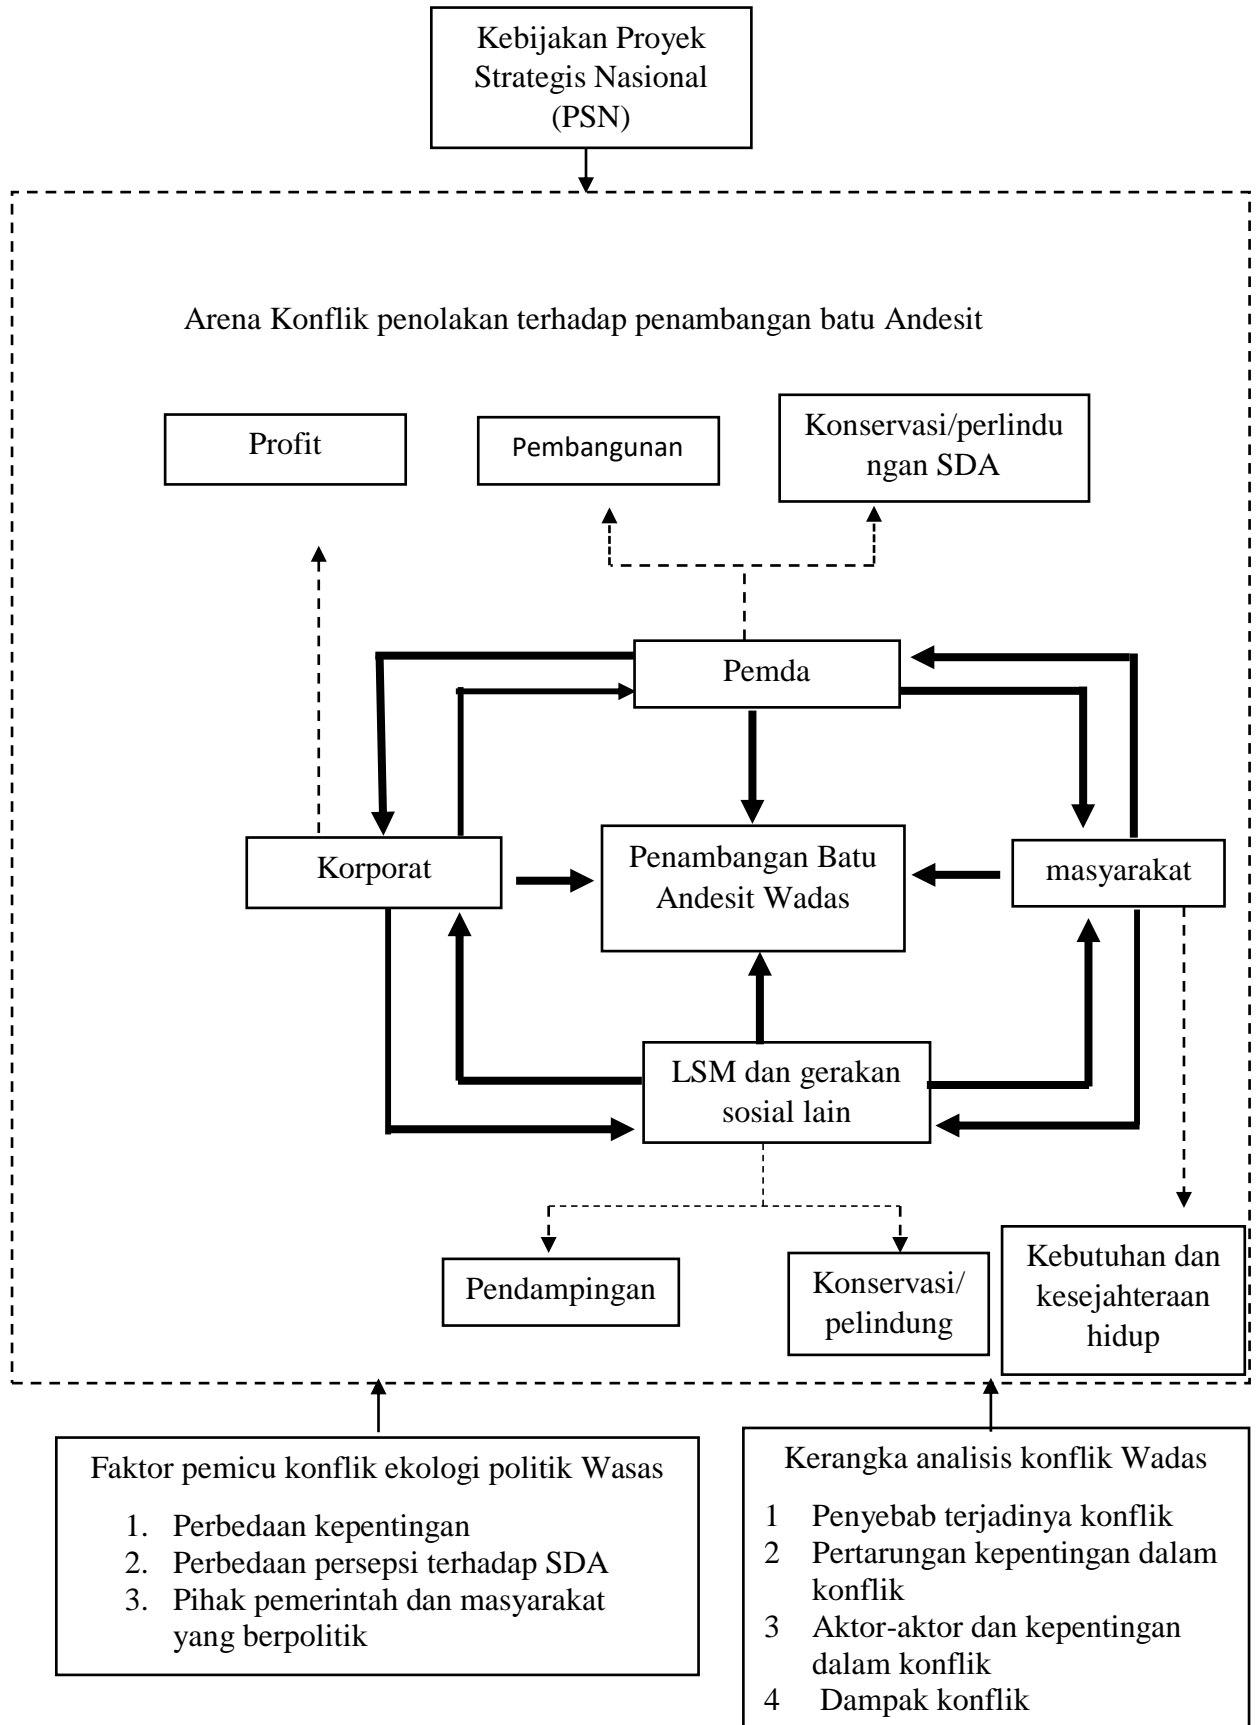 Kebijakan Proyek
Strategis Nasional
(PSN)
Arena Konflik penolakan terhadap penambangan batu Andesit
Profit
Pembangunan
Konservasi/perlindu
ngan SDA
Pemda
Korporat
Penambangan Batu
Andesit Wadas
masyarakat
LSM dan gerakan
sosial lain
Pendampingan
Konservasi/
pelindung
Kebutuhan dan
kesejahteraan
hidup
Faktor pemicu konflik ekologi politik Wasas
1. Perbedaan kepentingan
2. Perbedaan persepsi terhadap SDA
3. Pihak pemerintah dan masyarakat
yang berpolitik
Kerangka analisis konflik Wadas
1 Penyebab terjadinya konflik
2 Pertarungan kepentingan dalam
konflik
3 Aktor-aktor dan kepentingan
dalam konflik
4 Dampak konflik